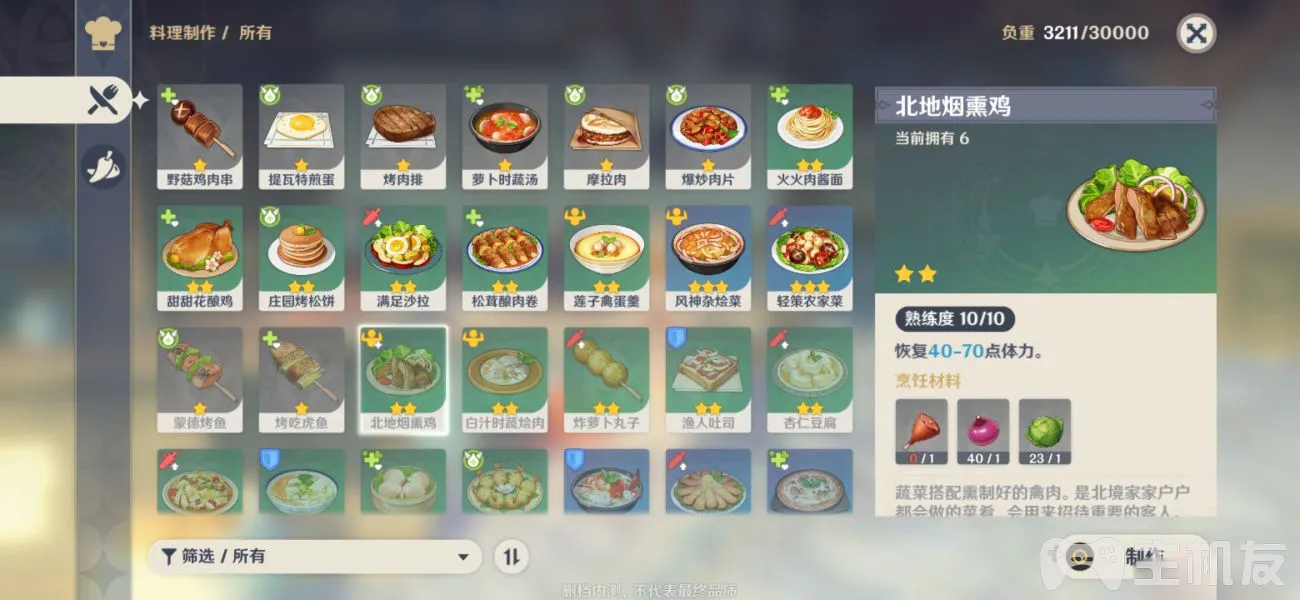 料理制作 / 所有
负重 3211/30000
野菇鸡肉串
提瓦特煎蛋
烤肉排
萝卜时蔬汤
摩拉肉
爆炒肉片
火火肉酱面
甜甜花酿鸡
庄园烤松饼
满足沙拉
松茸酿肉卷
莲子禽蛋羹
风神杂烩菜
轻策农家菜
蒙德烤鱼
烤吃虎鱼
北地烟熏鸡
白汁时蔬烩肉
炸萝卜丸子
渔人吐司
杏仁豆腐
北地烟熏鸡
当前拥有 6
熟练度 10/10
恢复40-70点体力。
烹饪材料
0/1
40/1
23/1
蔬菜搭配熏制好的禽肉。是北境家家户户
都会做的菜肴，会用来招待重要的客人。
筛选 / 所有
制作
主机友
删档内测，不代表最终品质